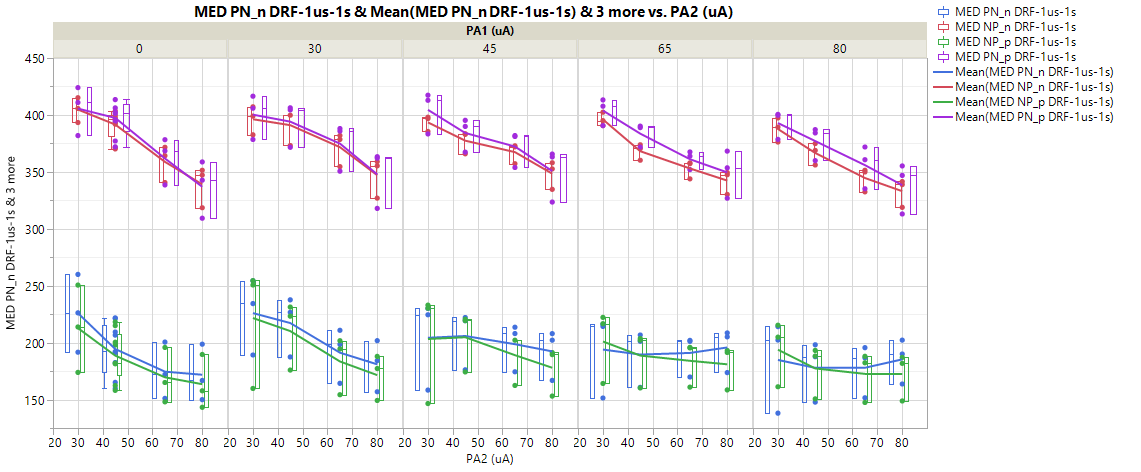 MED PN_n DRF-1us-1s & Mean(MED PN_n DRF-1us-1s) & 3 more vs. PA2 (uA)
PA1 (uA)
0 30 45 65 80
MED PN_n DRF-1us-1s & 3 more
450
400
350
300
250
200
150
20 30 40 50 60 70 80 20 30 40 50 60 70 80 20 30 40 50 60 70 80 20 30 40 50 60 70 80 20 30 40 50 60 70 80
PA2 (uA)
MED PN_n DRF-1us-1s
MED NP_n DRF-1us-1s
MED NP_p DRF-1us-1s
MED PN_p DRF-1us-1s
Mean(MED PN_n DRF-1us-1s)
Mean(MED NP_n DRF-1us-1s)
Mean(MED NP_p DRF-1us-1s)
Mean(MED PN_p DRF-1us-1s)